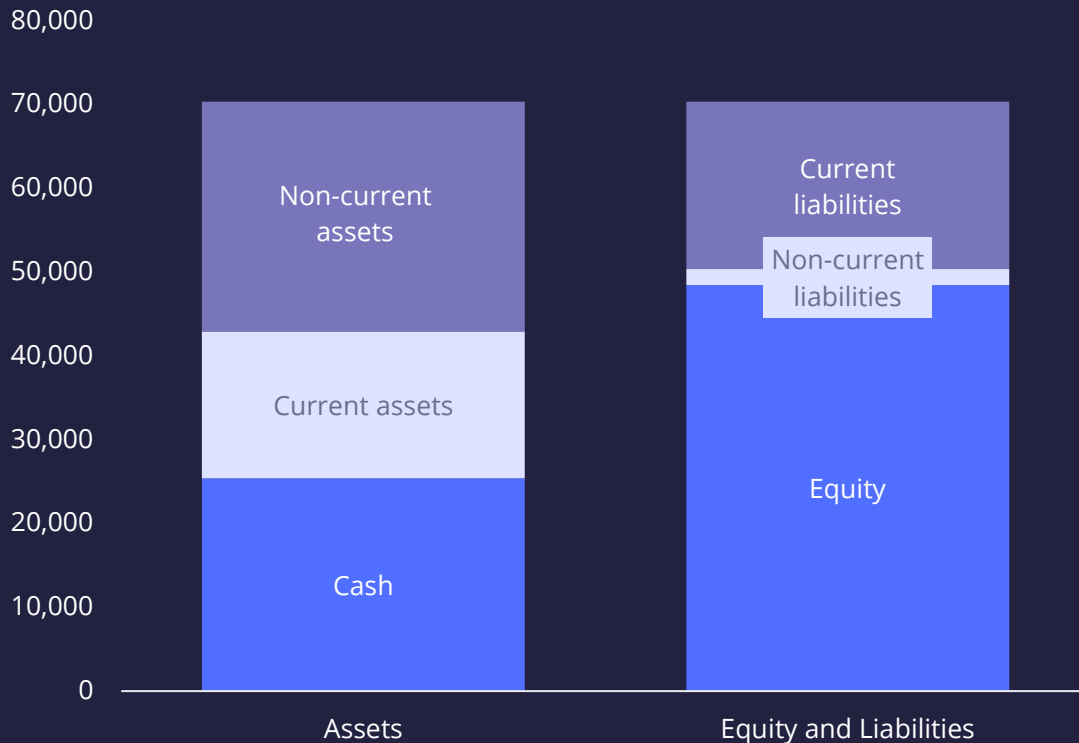 80,000
70,000
60,000
50,000
40,000
30,000
20,000
10,000
0
Non-current
assets
Current assets
Cash
Current
liabilities
Non-current
liabilities
Equity
Assets
Equity and Liabilities